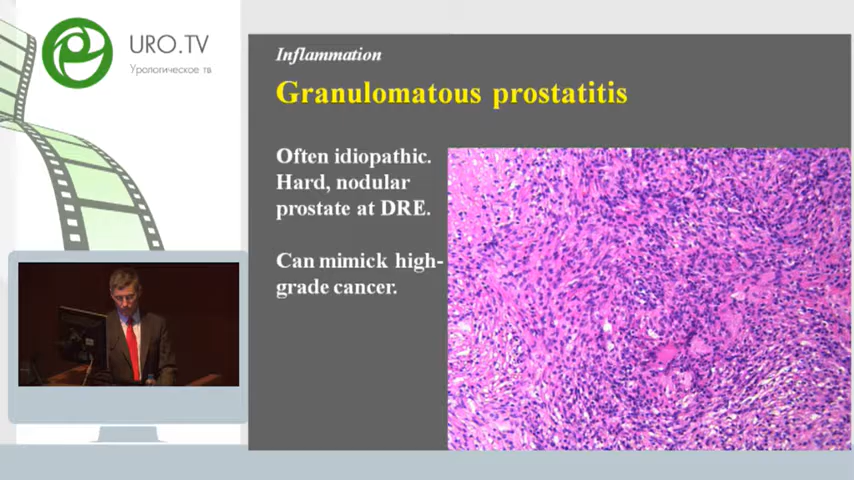 URO.TV
Урологическое тв
Inflammation
Granulomatous prostatitis
Often idiopathic.
Hard, nodular
prostate at DRE.
Can mimick high-
grade cancer.